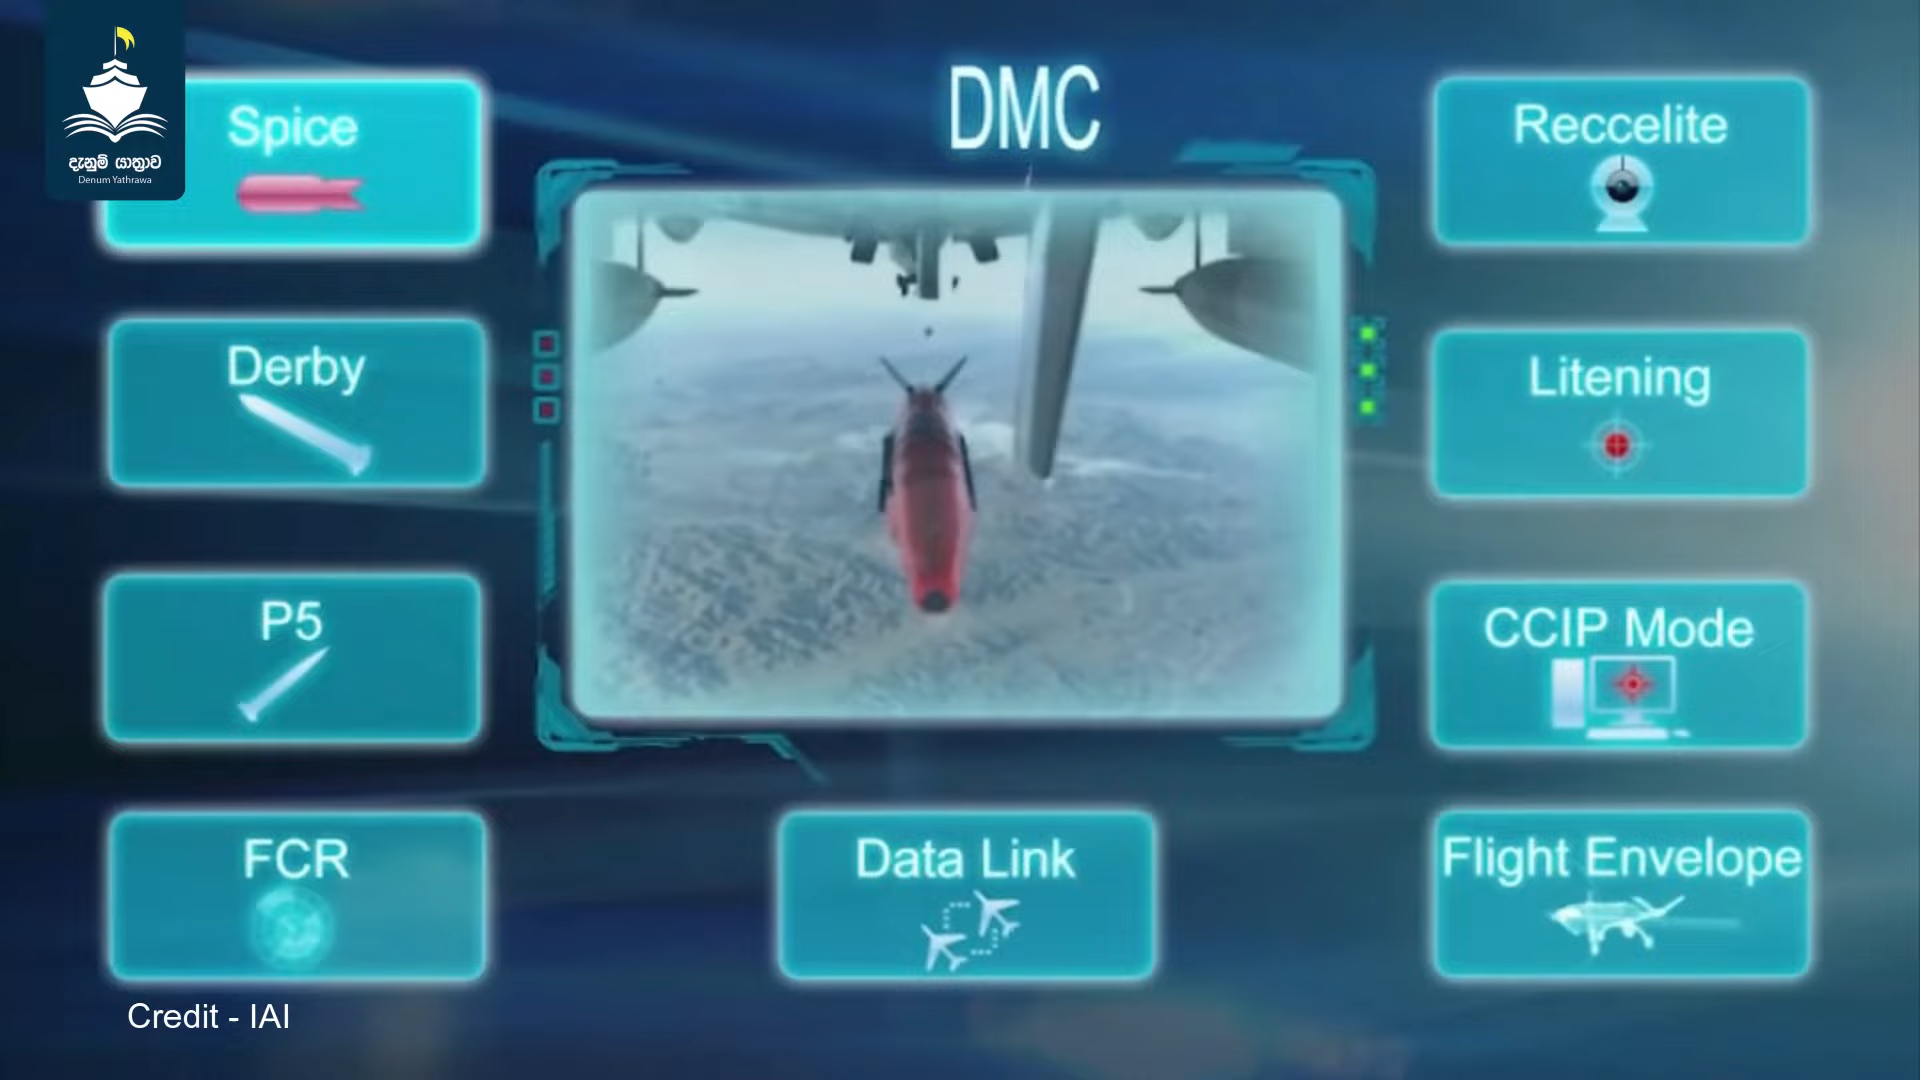 දැනුම් යාත්‍රාව
Denum Yathrawa
Spice
Derby
P5
FCR
DMC
Data Link
Reccelite
Litening
CCIP Mode
Flight Envelope
Credit - IAI